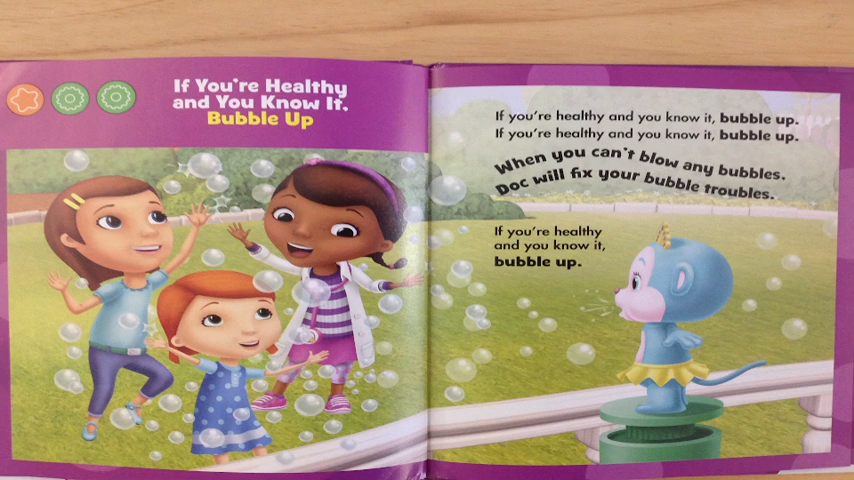 If You're Healthy
and You Know It,
Bubble Up
If you're healthy and you know it, bubble up.
If you're healthy and you know it, bubble up.
When you can't blow any bubbles.
Doc will fix your bubble troubles.
If you're healthy
and you know it,
bubble up.